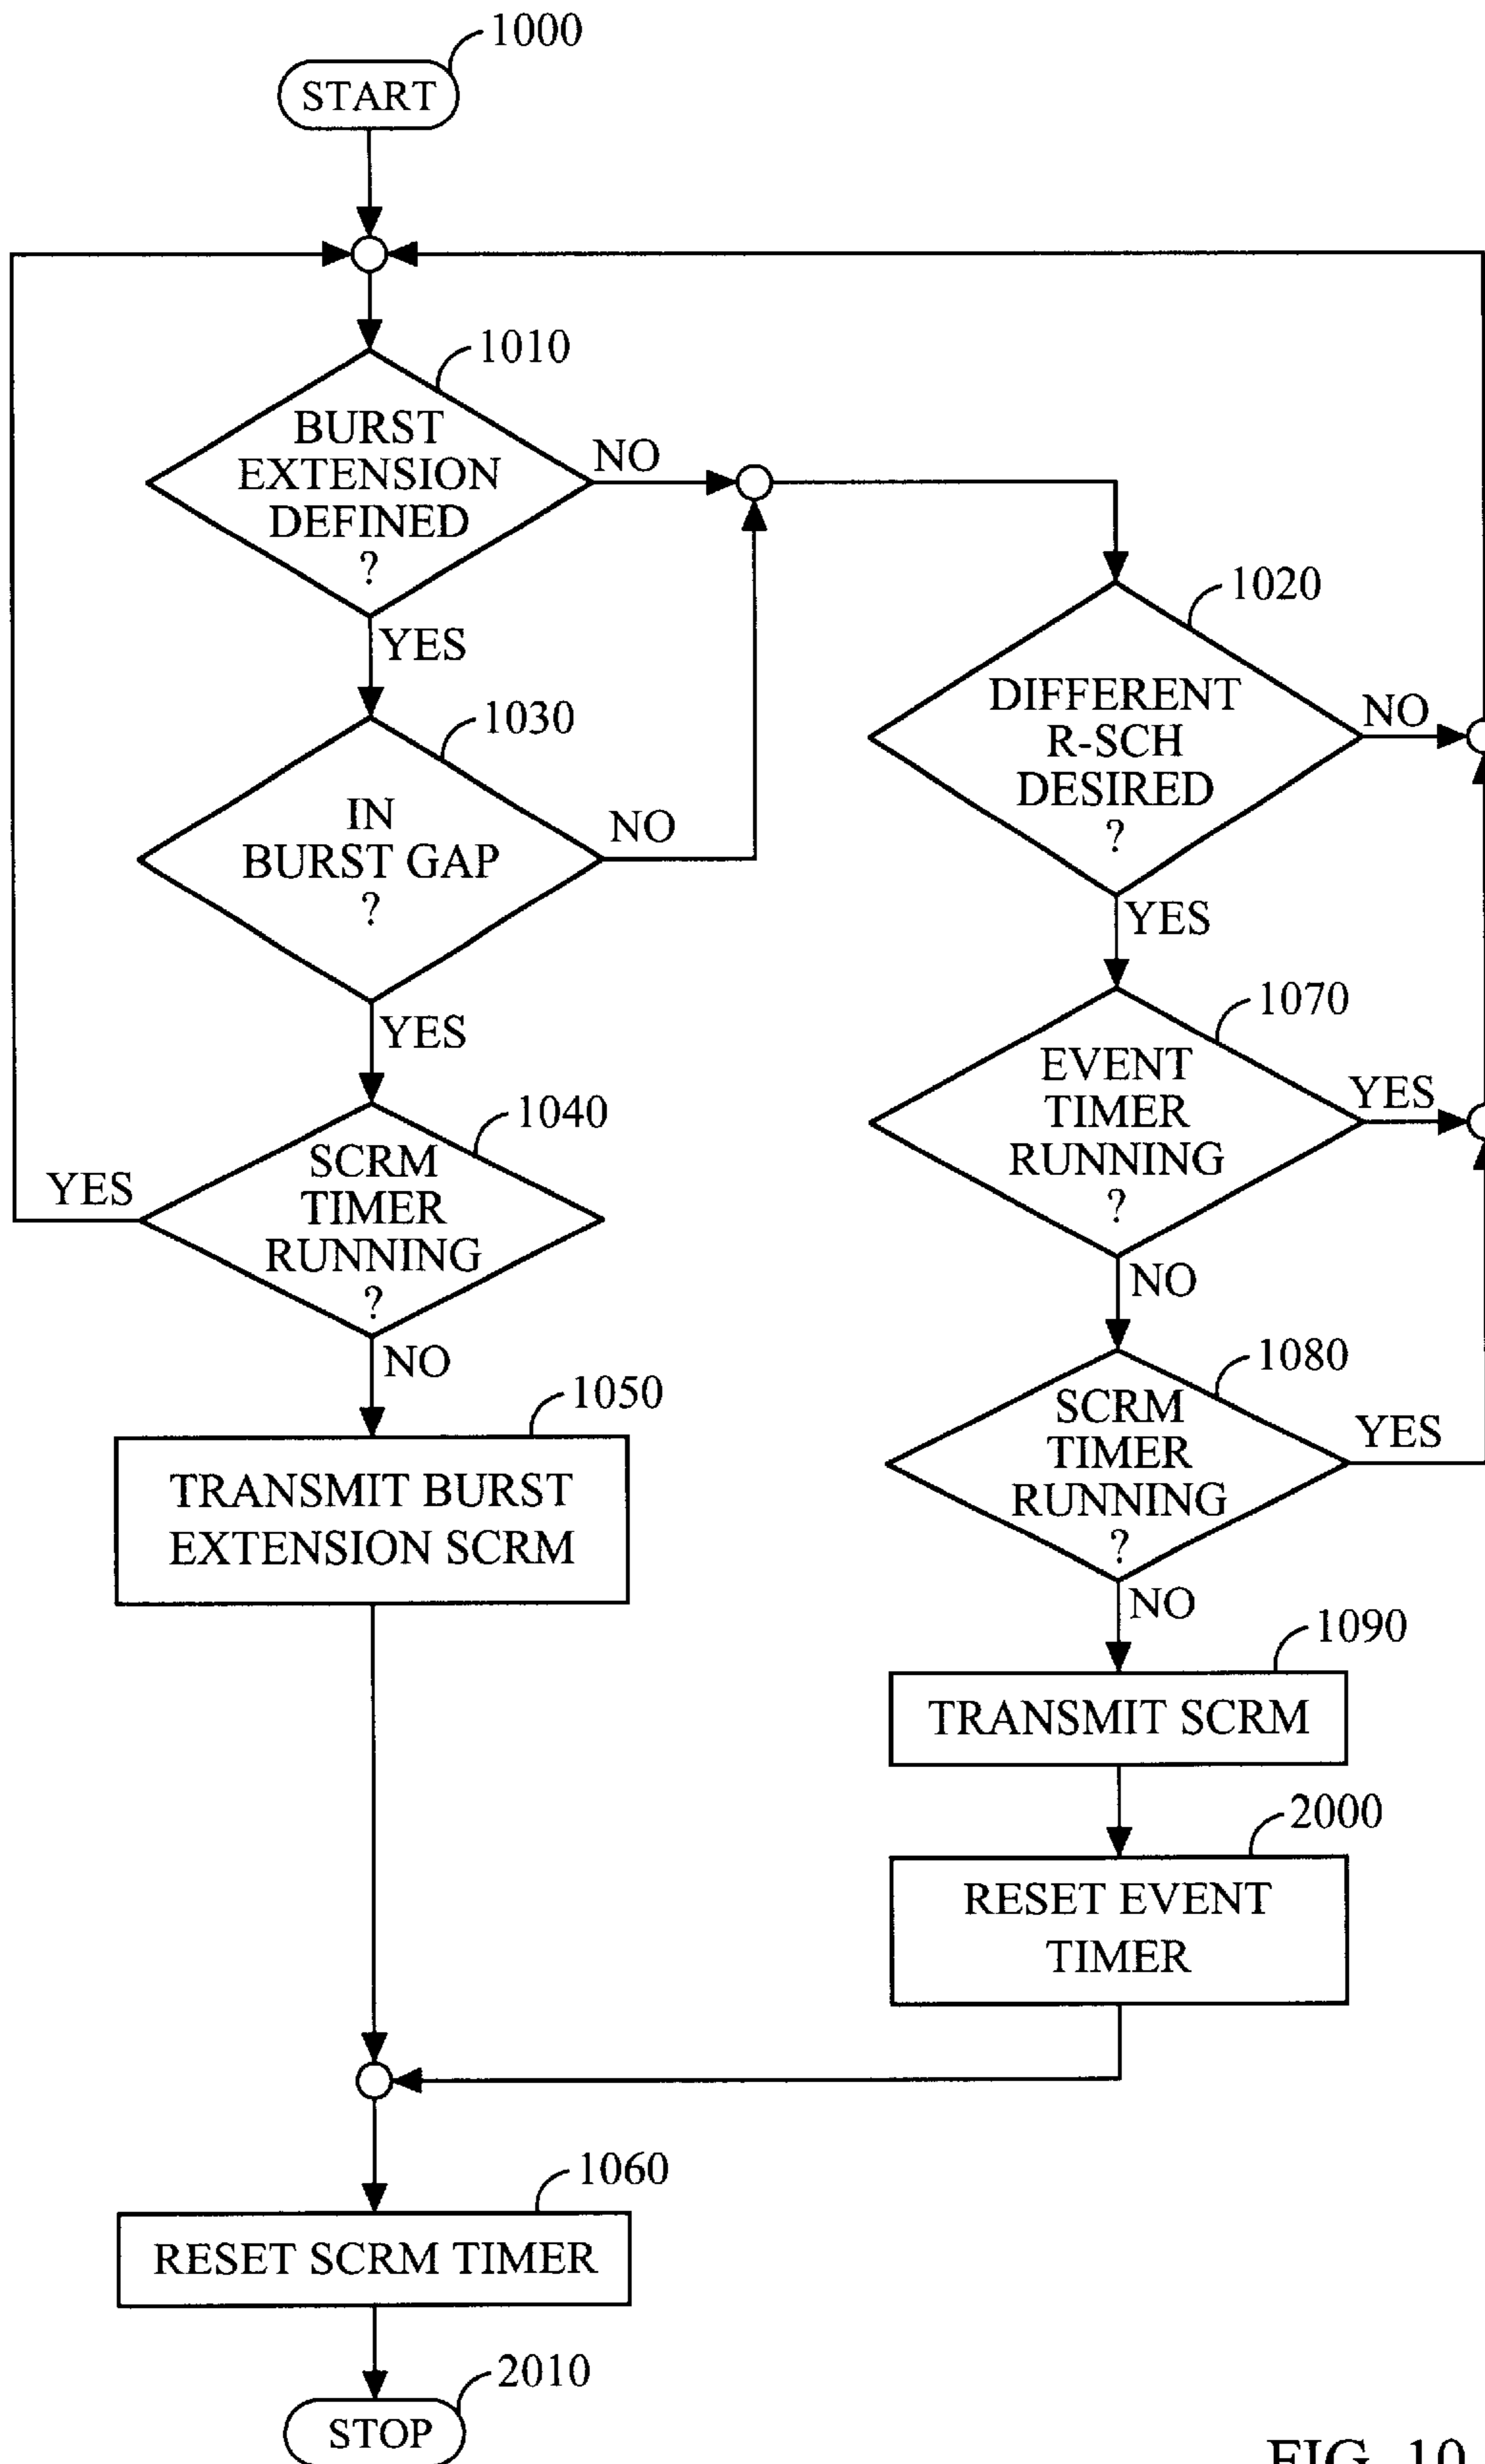 1000
START
1010
BURST
EXTENSION
DEFINED
?
NO
YES
1020
DIFFERENT
R-SCH
DESIRED
?
NO
YES
1030
IN
BURST GAP
?
NO
YES
1070
EVENT
TIMER
RUNNING
?
YES
NO
1040
SCRM
TIMER
RUNNING
?
YES
NO
1080
SCRM
TIMER
RUNNING
?
YES
NO
1050
TRANSMIT BURST
EXTENSION SCRM
1090
TRANSMIT SCRM
2000
RESET EVENT
TIMER
1060
RESET SCRM TIMER
2010
STOP
FIG. 10